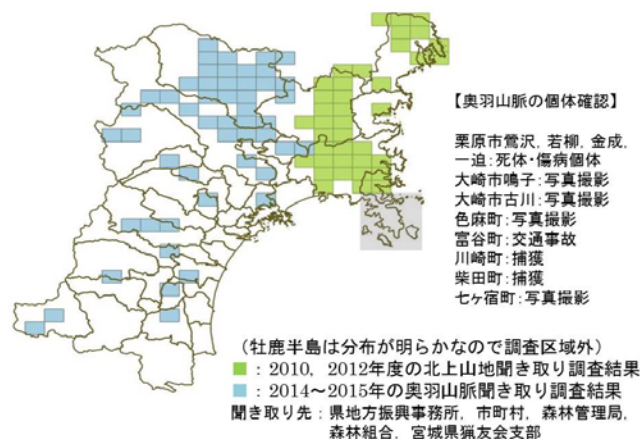 【奥羽山脈の個体確認】
栗原市鶯沢，若柳，金成，
一迫：死体・傷病個体
大崎市鳴子：写真撮影
大崎市古川：写真撮影
色麻町：写真撮影
富谷町：交通事故
川崎町：捕獲
柴田町：捕獲
七ヶ宿町：写真撮影
（牡鹿半島は分布が明らかなので調査区域外）
：2010，2012年度の北上山地聞き取り調査結果
：2014～2015年の奥羽山脈聞き取り調査結果
聞き取り先：県地方振興事務所，市町村，森林管理局，
森林組合，宮城県猟友会支部